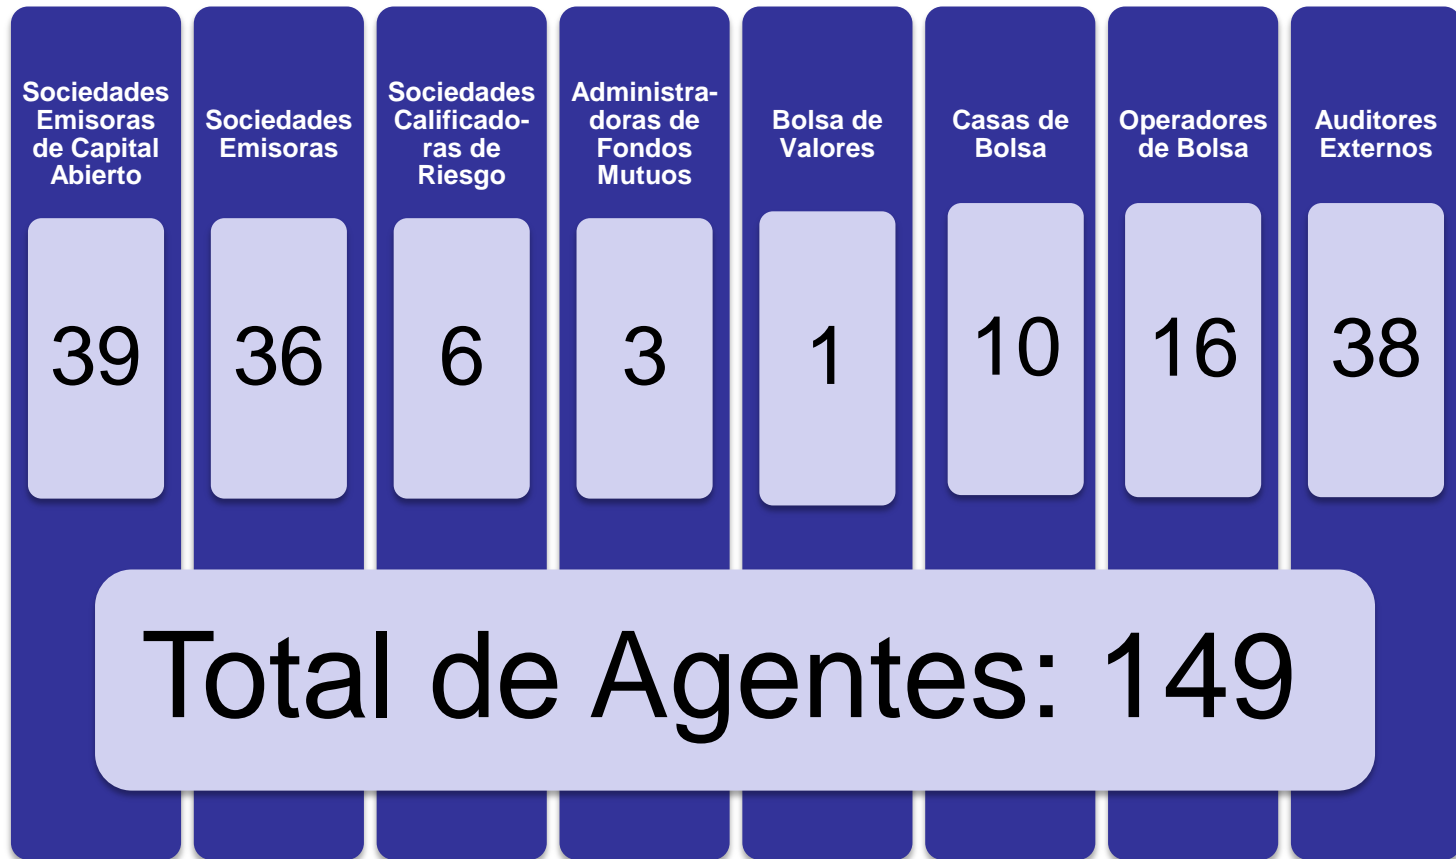 Sociedades
Emisoras
de Capital
Abierto
39
Sociedades
Emisoras
36
Sociedades
Calificado-
ras de
Riesgo
6
Administra-
doras de
Fondos
Mutuos
3
Bolsa de
Valores
1
Casas de
Bolsa
10
Operadores
de Bolsa
16
Auditores
Externos
38
Total de Agentes: 149